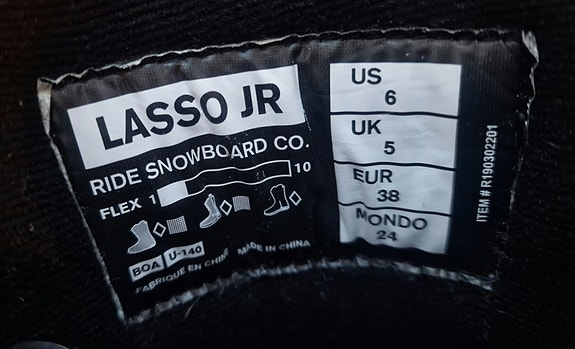 LASSO JR
RIDE SNOWBOARD CO.
FLEX 1 10
BOA U-140
FABRIQUE EN CHINE MADE IN CHINA
US
6
UK
5
EUR
38
MONDO
24
ITEM # R190302201